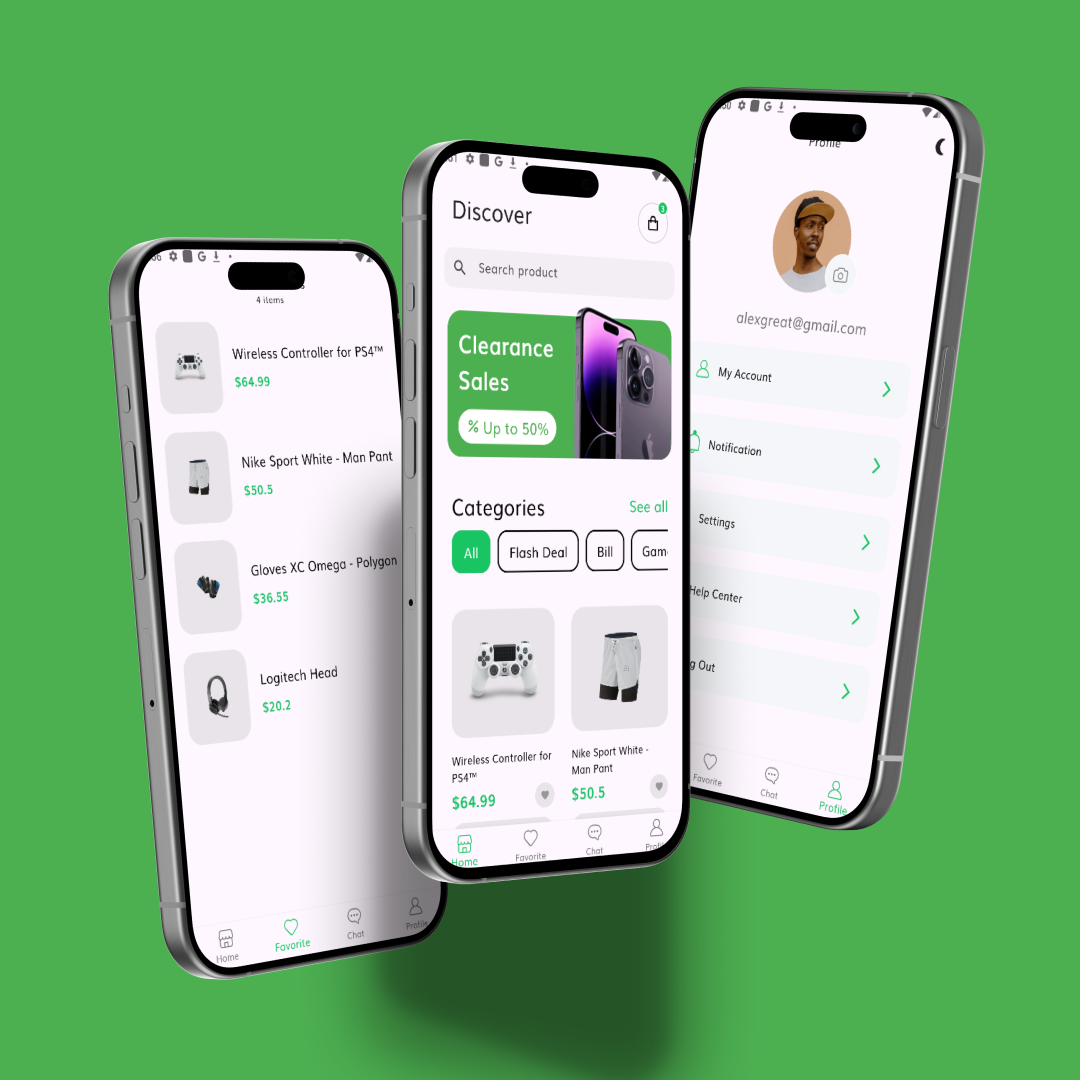 4 items
Wireless Controller for PS4™
$64.99
Nike Sport White - Man Pant
$50.5
Gloves XC Omega - Polygon
$36.55
Logitech Head
$20.2
Home
Favorite
Chat
Profile
Discover
3
Search product
Clearance
Sales
% Up to 50%
Categories
See all
All
Flash Deal
Bill
Gam
Wireless Controller for
PS4™
$64.99
Nike Sport White -
Man Pant
$50.5
Home
Favorite
Chat
Profi
Profile
alexgreat@gmail.com
My Account
Notification
Settings
Help Center
g Out
Favorite
Chat
Profile